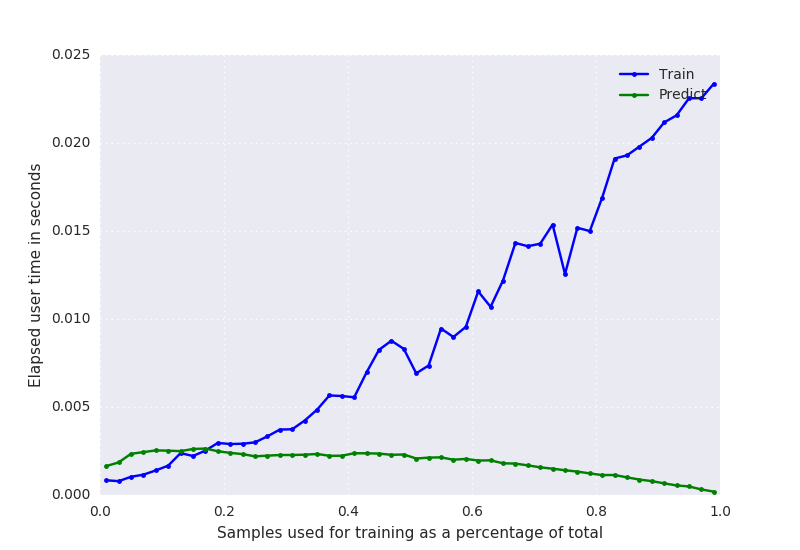 0.025
0.020
0.015
0.010
0.005
0.000
Elapsed user time in seconds
Train
Predict
0.0 0.2 0.4 0.6 0.8 1.0
Samples used for training as a percentage of total